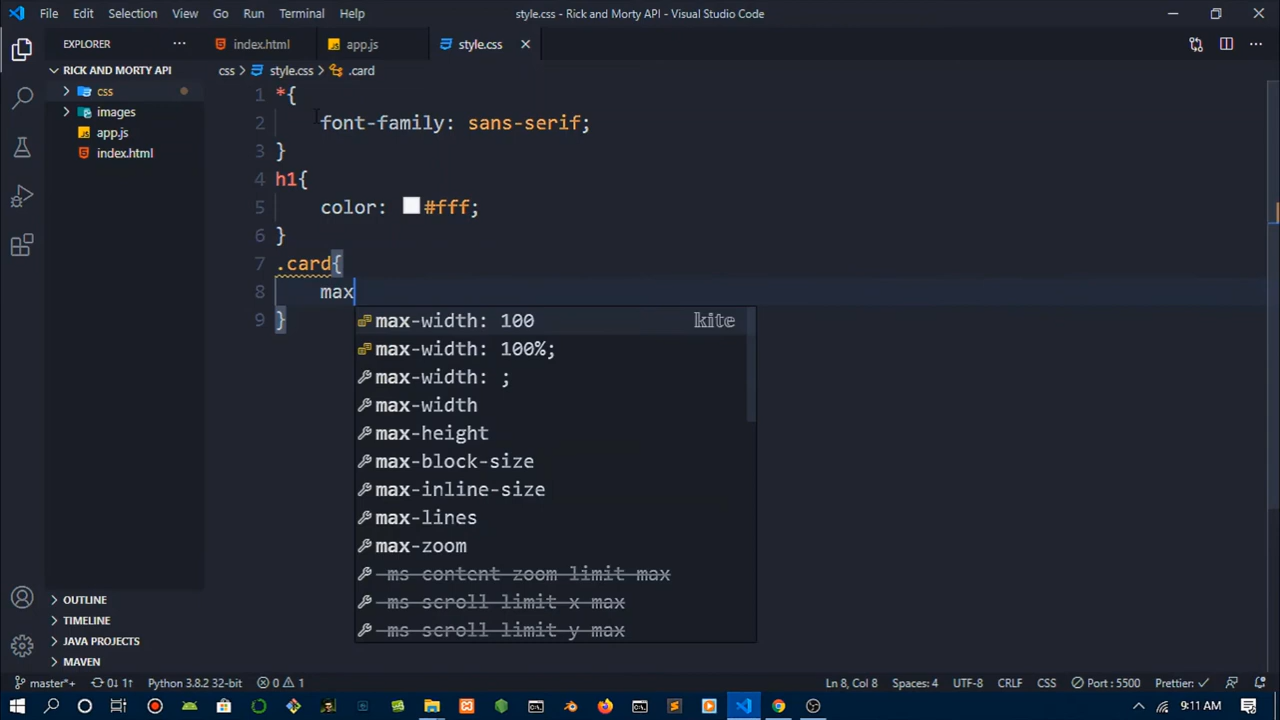 File Edit Selection View Go Run Terminal Help style.css - Rick and Morty API - Visual Studio Code
EXPLORER
index.html
app.js
style.css
RICK AND MORTY API
css
images
app.js
index.html
css > style.css > .card
1 *{
2 font-family: sans-serif;
3 }
4 h1{
5 color: #fff;
6 }
7 .card{
8 max
9 }
max-width: 100 kite
max-width: 100%;
max-width: ;
max-width
max-height
max-block-size
max-inline-size
max-lines
max-zoom
-ms-content-zoom-limit-max
-ms-scroll-limit-x-max
-ms-scroll-limit-y-max
OUTLINE
TIMELINE
JAVA PROJECTS
MAVEN
master*+ 0↓ 1↑ Python 3.8.2 32-bit 0 1 Ln 8, Col 8 Spaces: 4 UTF-8 CRLF CSS Port : 5500 Prettier: ✓
9:11 AM